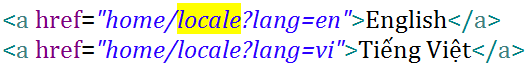 <a href="home/locale?lang=en">English</a>
<a href="home/locale?lang=vi">Tiếng Việt</a>